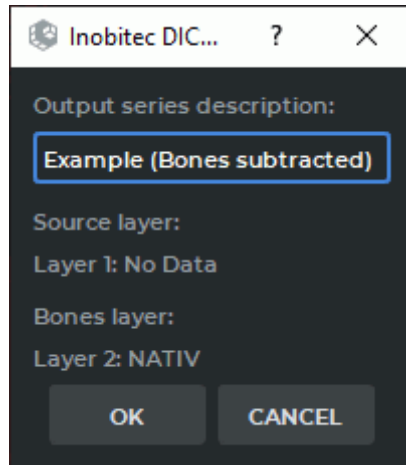 Inobitec DIC... ? ×
Output series description:
Example (Bones subtracted)
Source layer:
Layer 1: No Data
Bones layer:
Layer 2: NATIV
OK CANCEL